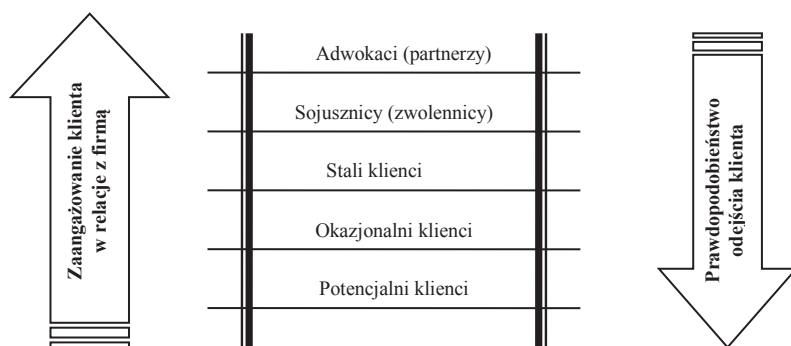 Zaangażowanie klienta
w relacje z firmą
Adwokaci (partnerzy)
Sojusznicy (zwolennicy)
Stali klienci
Okazjonalni klienci
Potencjalni klienci
Prawdopodobieństwo
odejścia klienta